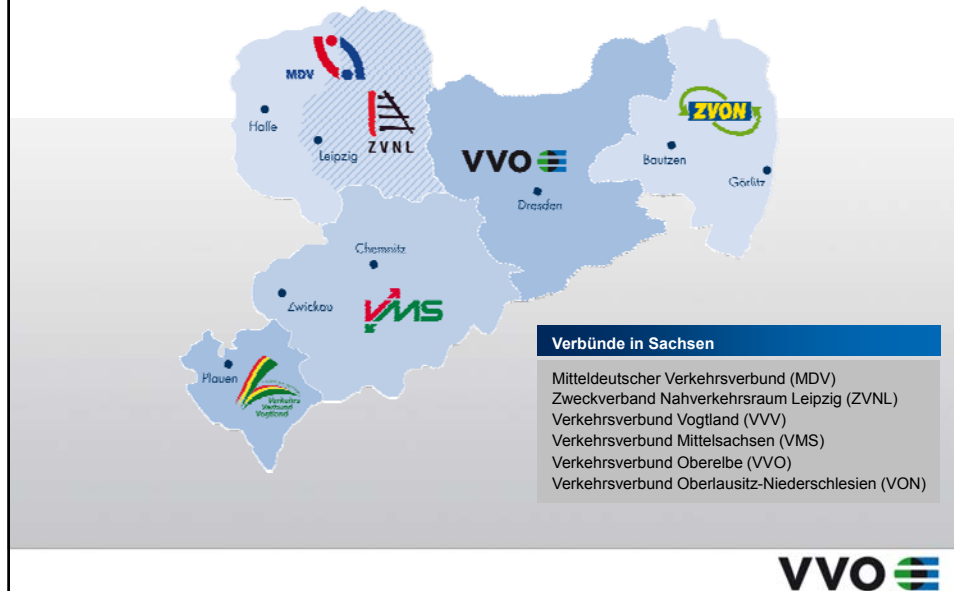 MDV
Halle
Leipzig
ZVNL
VVO
Dresden
ZVON
Bautzen
Görlitz
Chemnitz
Zwickau
VMS
Plauen
Verkehrs
Verbund
Vogtland
Verbünde in Sachsen
Mitteldeutscher Verkehrsverbund (MDV)
Zweckverband Nahverkehrsraum Leipzig (ZVNL)
Verkehrsverbund Vogtland (VVV)
Verkehrsverbund Mittelsachsen (VMS)
Verkehrsverbund Oberelbe (VVO)
Verkehrsverbund Oberlausitz-Niederschlesien (VON)
VVO